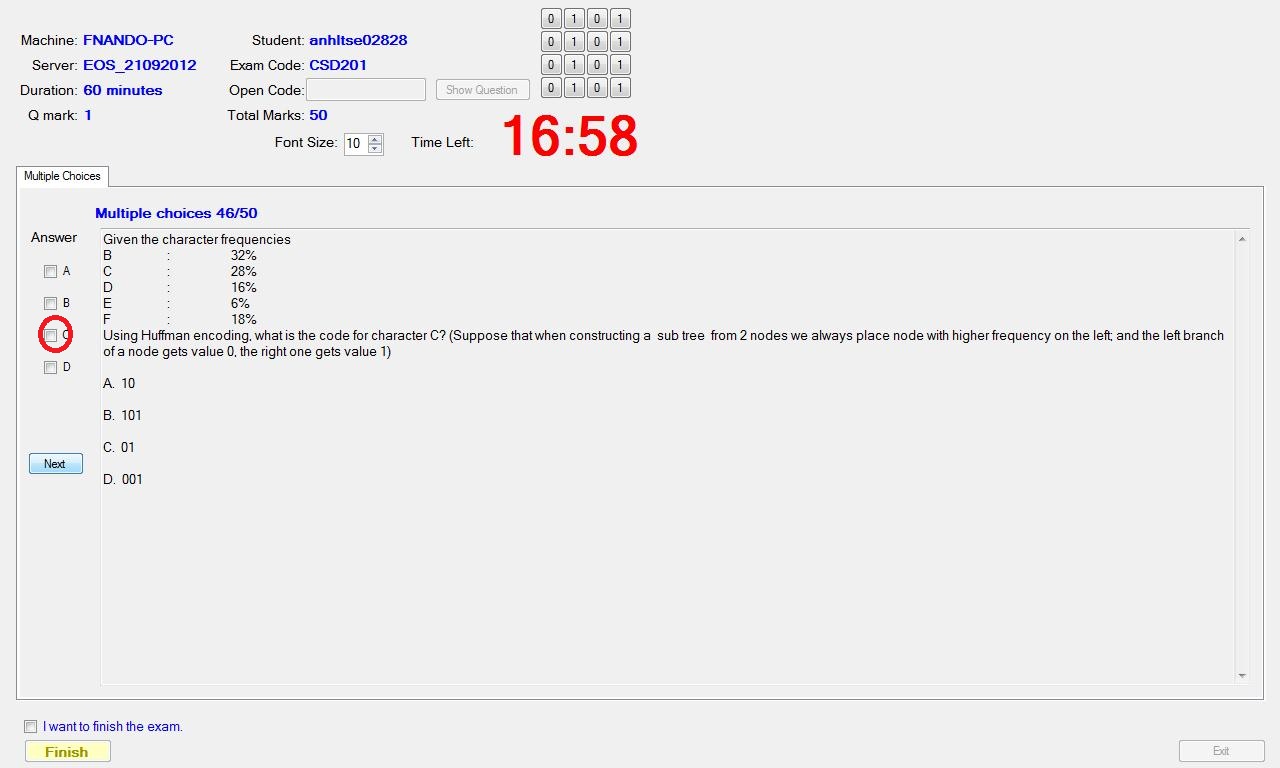 Machine: FNANDO-PC Student: anhltse02828
Server: EOS_21092012 Exam Code: CSD201
Duration: 60 minutes Open Code: Show Question
Q mark: 1 Total Marks: 50
0 1 0 1
0 1 0 1
0 1 0 1
0 1 0 1
Font Size: 10 Time Left: 16:58
Multiple Choices
Multiple choices 46/50
Answer
A
B
C
D
Next
Given the character frequencies
B : 32%
C : 28%
D : 16%
E : 6%
F : 18%
Using Huffman encoding, what is the code for character C? (Suppose that when constructing a sub tree from 2 nodes we always place node with higher frequency on the left; and the left branch
of a node gets value 0, the right one gets value 1)
A. 10
B. 101
C. 01
D. 001
I want to finish the exam.
Finish
Exit